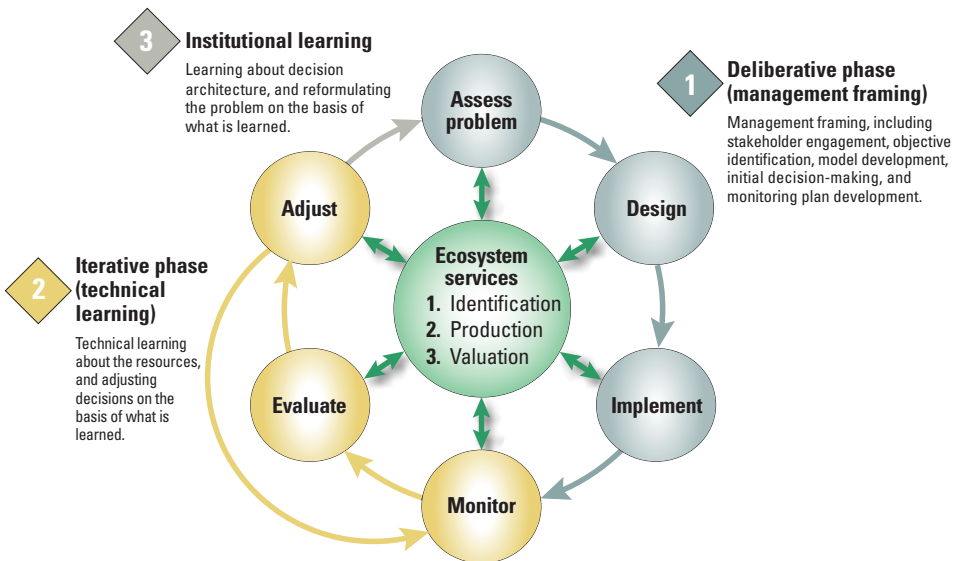 3
Institutional learning
Learning about decision
architecture, and reformulating
the problem on the basis of
what is learned.
1
Deliberative phase
(management framing)
Management framing, including
stakeholder engagement, objective
identification, model development,
initial decision-making, and
monitoring plan development.
2
Iterative phase
(technical
learning)
Technical learning
about the resources,
and adjusting
decisions on the
basis of what is
learned.
Assess
problem
Design
Implement
Monitor
Evaluate
Adjust
Ecosystem
services
1. Identification
2. Production
3. Valuation